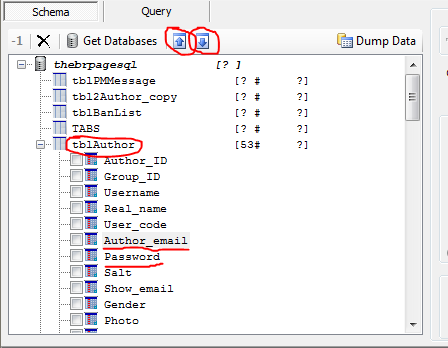 Schema Query
-1 Get Databases Dump Data
thebrpagesql [? ]
tblPMMessage [? # ?]
tbl2Author_copy [? # ?]
tblBanList [? # ?]
TABS [? # ?]
tblAuthor [53# ?]
Author_ID
Group_ID
Username
Real_name
User_code
Author_email
Password
Salt
Show_email
Gender
Photo